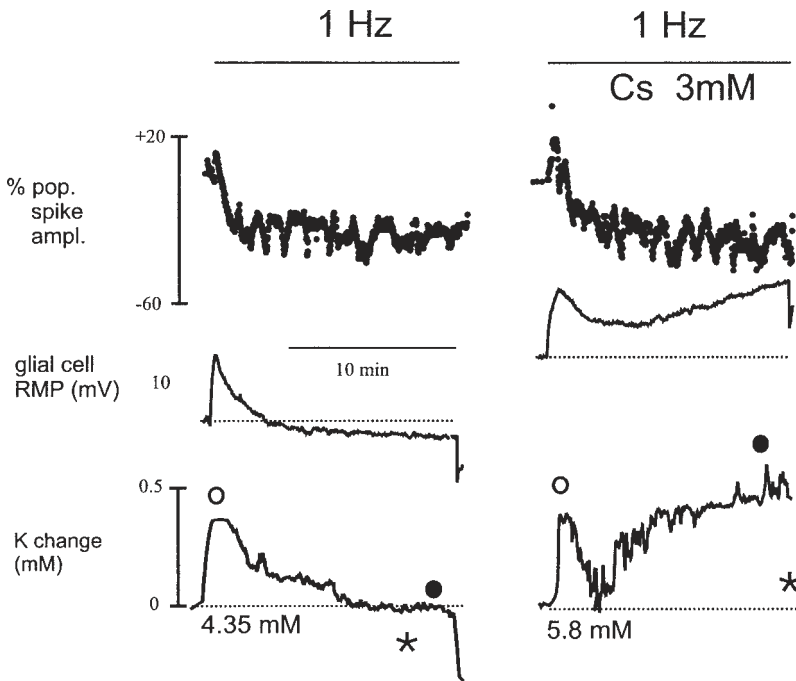 1 Hz
1 Hz
Cs 3mM
+20
% pop.
spike
ampl.
-60
10 min
glial cell
RMP (mV)
10
0.5
K change
(mM)
0
4.35 mM
*
5.8 mM
*